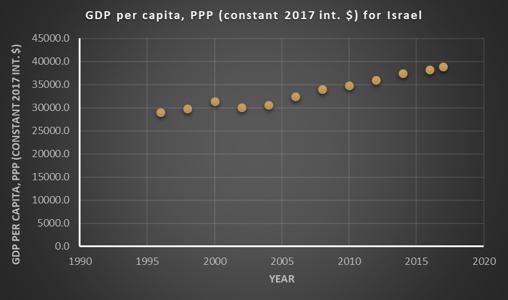 GDP per capita, PPP (constant 2017 int. $) for Israel
GDP PER CAPITA, PPP (CONSTANT 2017 INT. $)
45000.0
40000.0
35000.0
30000.0
25000.0
20000.0
15000.0
10000.0
5000.0
0.0
1990 1995 2000 2005 2010 2015 2020
YEAR